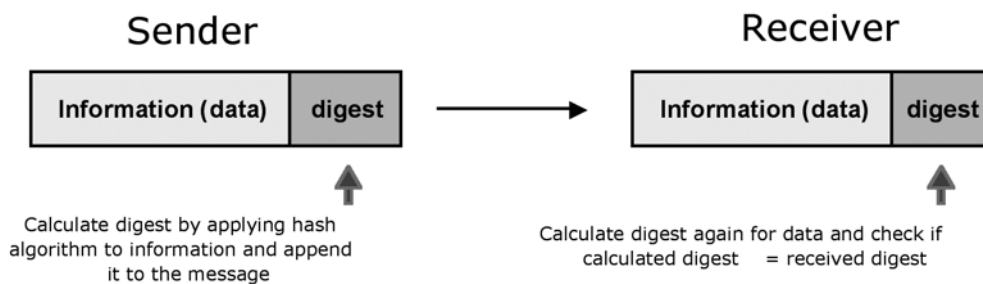 Sender
Receiver
Information (data) digest
Information (data) digest
Calculate digest by applying hash
algorithm to information and append
it to the message
Calculate digest again for data and check if
calculated digest = received digest